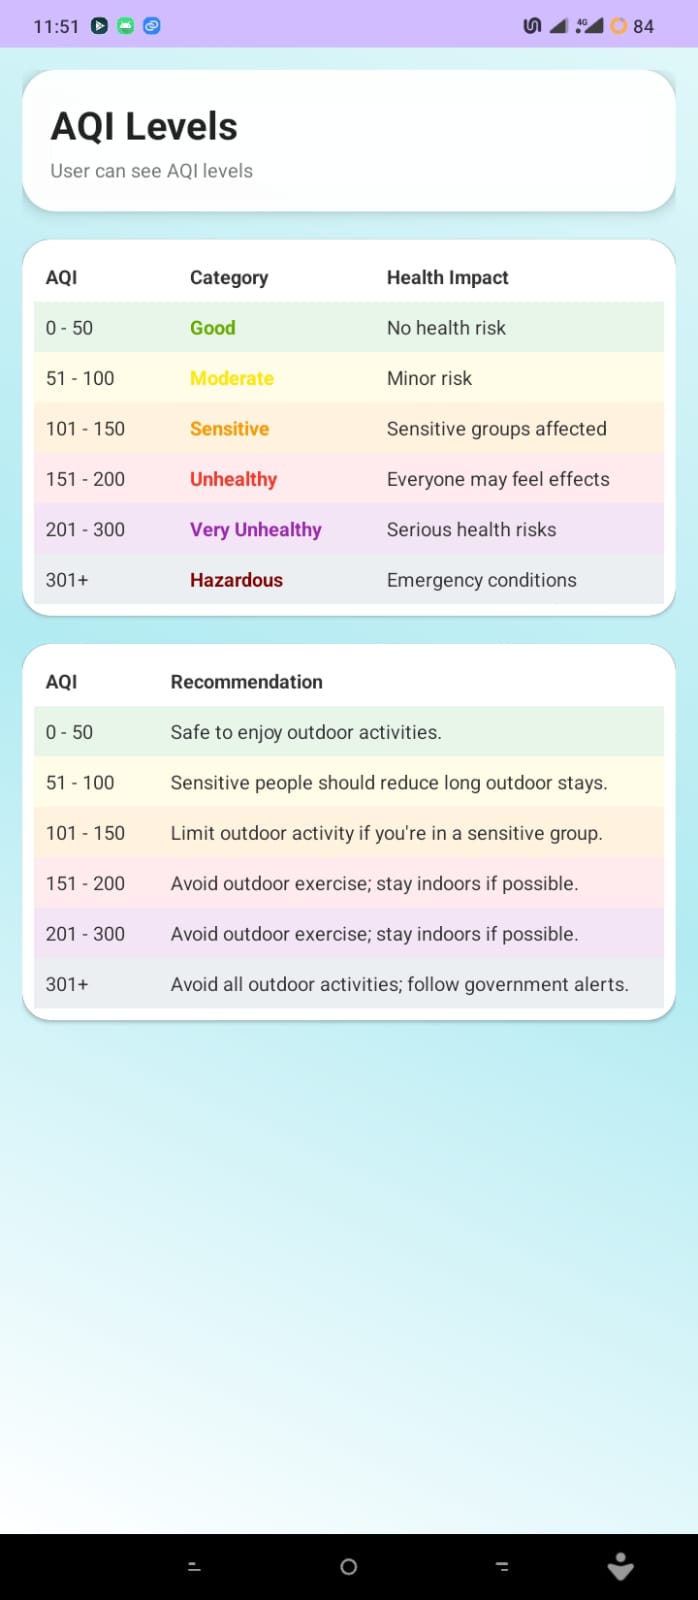 11:51 4G 84
AQI Levels
User can see AQI levels
AQI Category Health Impact
0 - 50 Good No health risk
51 - 100 Moderate Minor risk
101 - 150 Sensitive Sensitive groups affected
151 - 200 Unhealthy Everyone may feel effects
201 - 300 Very Unhealthy Serious health risks
301+ Hazardous Emergency conditions
AQI Recommendation
0 - 50 Safe to enjoy outdoor activities.
51 - 100 Sensitive people should reduce long outdoor stays.
101 - 150 Limit outdoor activity if you're in a sensitive group.
151 - 200 Avoid outdoor exercise; stay indoors if possible.
201 - 300 Avoid outdoor exercise; stay indoors if possible.
301+ Avoid all outdoor activities; follow government alerts.